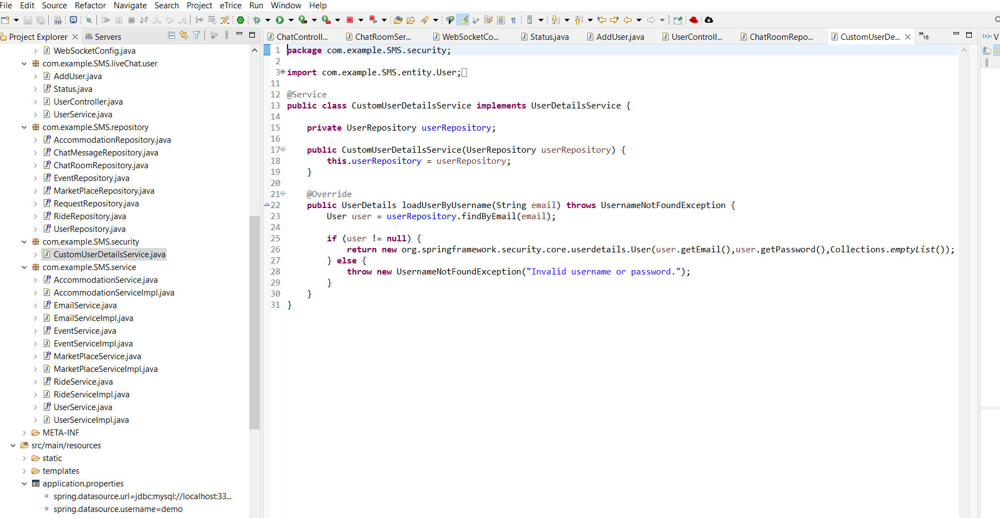 File Edit Source Refactor Navigate Search Project eTrice Run Window Help
Project Explorer Servers
WebSocketConfig.java
com.example.SMS.liveChat.user
AddUser.java
Status.java
UserController.java
UserService.java
com.example.SMS.repository
AccommodationRepository.java
ChatMessageRepository.java
ChatRoomRepository.java
EventRepository.java
MarketPlaceRepository.java
RequestRepository.java
RideRepository.java
UserRepository.java
com.example.SMS.security
CustomUserDetailsService.java
com.example.SMS.service
AccommodationService.java
AccommodationServiceImpl.java
EmailService.java
EmailServiceImpl.java
EventService.java
EventServiceImpl.java
MarketPlaceService.java
MarketPlaceServiceImpl.java
RideService.java
RideServiceImpl.java
UserService.java
UserServiceImpl.java
META-INF
src/main/resources
static
templates
application.properties
spring.datasource.url=jdbc:mysql://localhost:33...
spring.datasource.username=demo
ChatControll... ChatRoomSer... WebSocketCo... Status.java AddUser.java UserControll... ChatRoomRepo... CustomUserDe... »16
(x)= V
1 package com.example.SMS.security;
2
3 import com.example.SMS.entity.User;
11
12 @Service
13 public class CustomUserDetailsService implements UserDetailsService {
14
15 private UserRepository userRepository;
16
17 public CustomUserDetailsService(UserRepository userRepository) {
18 this.userRepository = userRepository;
19 }
20
21 @Override
22 public UserDetails loadUserByUsername(String email) throws UsernameNotFoundException {
23 User user = userRepository.findByEmail(email);
24
25 if (user != null) {
26 return new org.springframework.security.core.userdetails.User(user.getEmail(),user.getPassword(),Collections.emptyList());
27 } else {
28 throw new UsernameNotFoundException("Invalid username or password.");
29 }
30 }
31 }